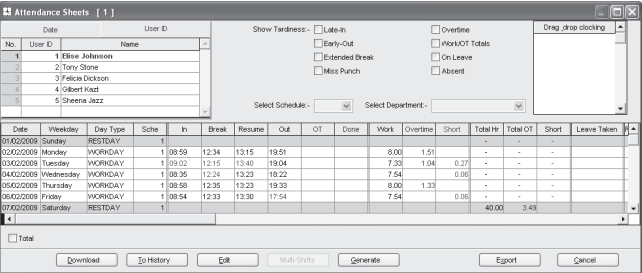 Attendance Sheets [ 1 ]
Date User ID
No. User ID Name
1 1 Elise Johnson
2 2 Tony Stone
3 3 Felicia Dickson
4 4 Gilbert Kazt
5 5 Sheena Jazz
Show Tardiness:- Late-In Overtime
Early-Out Work/OT Totals
Extended Break On Leave
Miss Punch Absent
Select Schedule:- Select Department:-
Drag_drop clocking
Date Weekday Day Type Sche In Break Resume Out OT Done Work Overtime Short Total Hr Total OT Short Leave Taken R
01/02/2009 Sunday RESTDAY 1 - - -
02/02/2009 Monday WORKDAY 1 08:59 12:34 13:15 19:51 8.00 1.51 - - -
03/02/2009 Tuesday WORKDAY 1 09:02 12:15 13:40 19:04 7.33 1.04 0.27 - - -
04/02/2009 Wednesday WORKDAY 1 08:35 12:24 13:23 18:22 7.54 0.06 - - -
05/02/2009 Thursday WORKDAY 1 08:58 12:35 13:23 19:33 8.00 1.33 - - -
06/02/2009 Friday WORKDAY 1 08:54 12:33 13:30 17:54 7.54 0.06 - - -
07/02/2009 Saturday RESTDAY 1 40.00 3.49
Total
Download To History Edit Multi-Shifts Generate Export Cancel